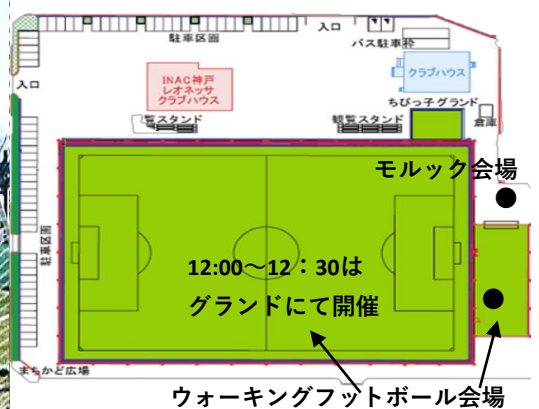 入口
駐車区画
バス駐車枠
入口
INAC神戸
レオネッサ
クラブハウス
クラブハウス
ちびっ子グランド
倉庫
覧スタンド
観覧スタンド
モルック会場
駐車区画
12:00～12：30は
グランドにて開催
まちかど広場
ウォーキングフットボール会場